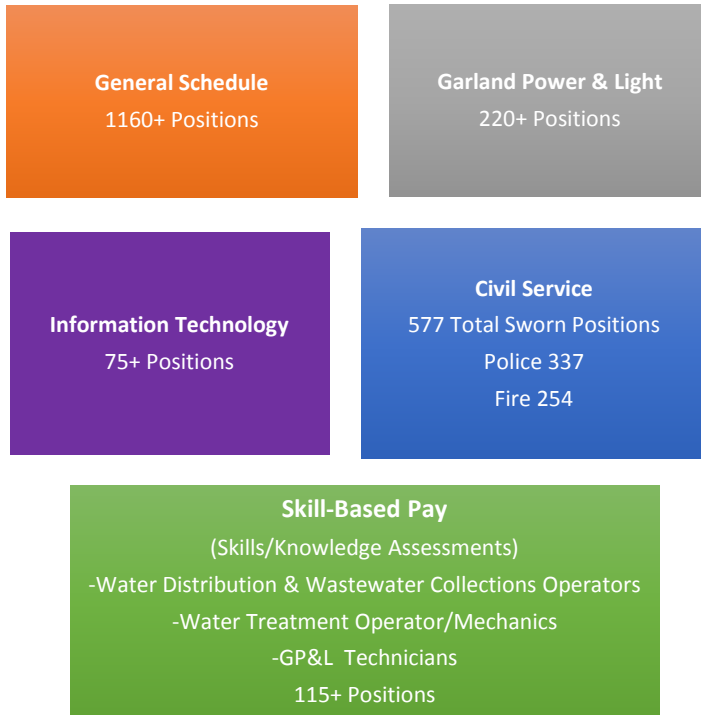 General Schedule
1160+ Positions
Garland Power & Light
220+ Positions
Information Technology
75+ Positions
Civil Service
577 Total Sworn Positions
Police 337
Fire 254
Skill-Based Pay
(Skills/Knowledge Assessments)
-Water Distribution & Wastewater Collections Operators
-Water Treatment Operator/Mechanics
-GP&L  Technicians
115+ Positions